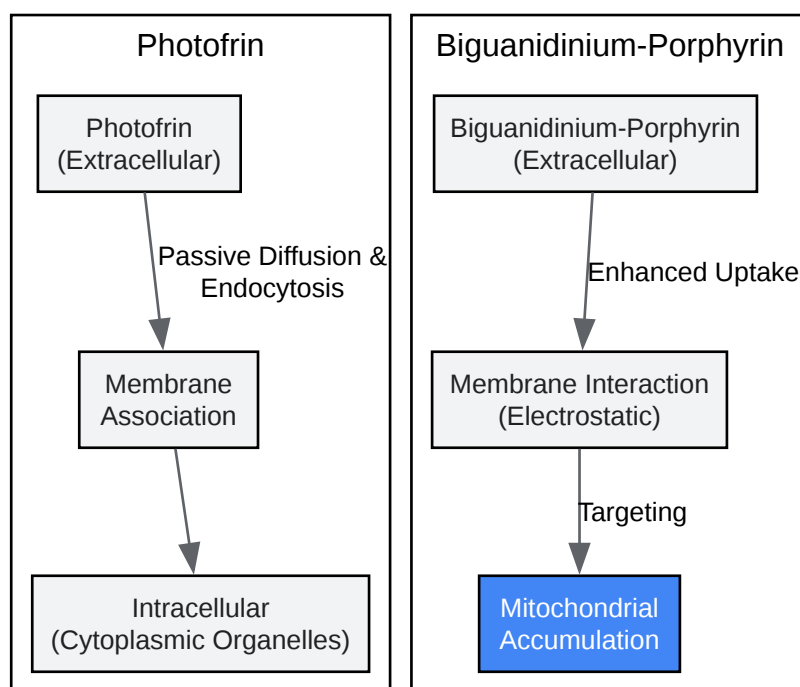 Photofrin
Photofrin
(Extracellular)
Passive Diffusion &
Endocytosis
Membrane
Association
Intracellular
(Cytoplasmic Organelles)
Biguanidinium-Porphyrin
Biguanidinium-Porphyrin
(Extracellular)
Enhanced Uptake
Membrane Interaction
(Electrostatic)
Targeting
Mitochondrial
Accumulation